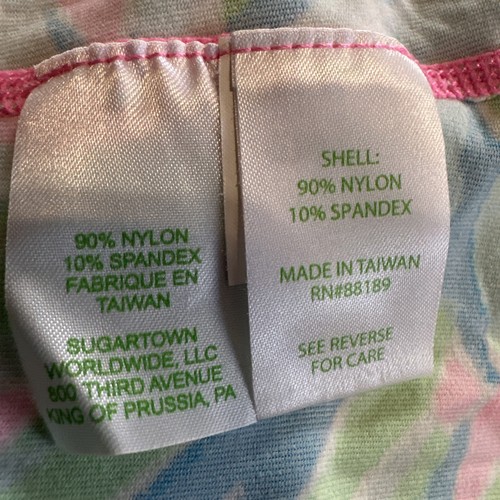 90% NYLON
10% SPANDEX
FABRIQUE EN
TAIWAN
SUGARTOWN
WORLDWIDE, LLC
800 THIRD AVENUE
KING OF PRUSSIA, PA
SHELL:
90% NYLON
10% SPANDEX
MADE IN TAIWAN
RN#88189
SEE REVERSE
FOR CARE